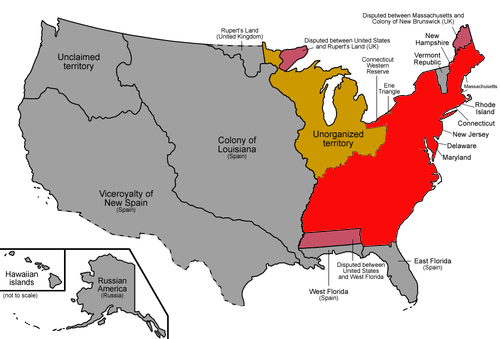 Disputed between Massachusetts and
Colony of New Brunswick (UK)
Rupert's Land
(United Kingdom)
Disputed between United States
and Rupert's Land (UK)
New
Hampshire
Vermont
Republic
Connecticut
Western
Reserve
Erie
Triangle
Massachusetts
Rhode
Island
Connecticut
New Jersey
Delaware
Maryland
Unclaimed
territory
Colony of
Louisiana
(Spain)
Unorganized
territory
Viceroyalty of
New Spain
(Spain)
Hawaiian
islands
(not to scale)
Russian
America
(Russia)
Disputed between
United States
and West Florida
West Florida
(Spain)
East Florida
(Spain)